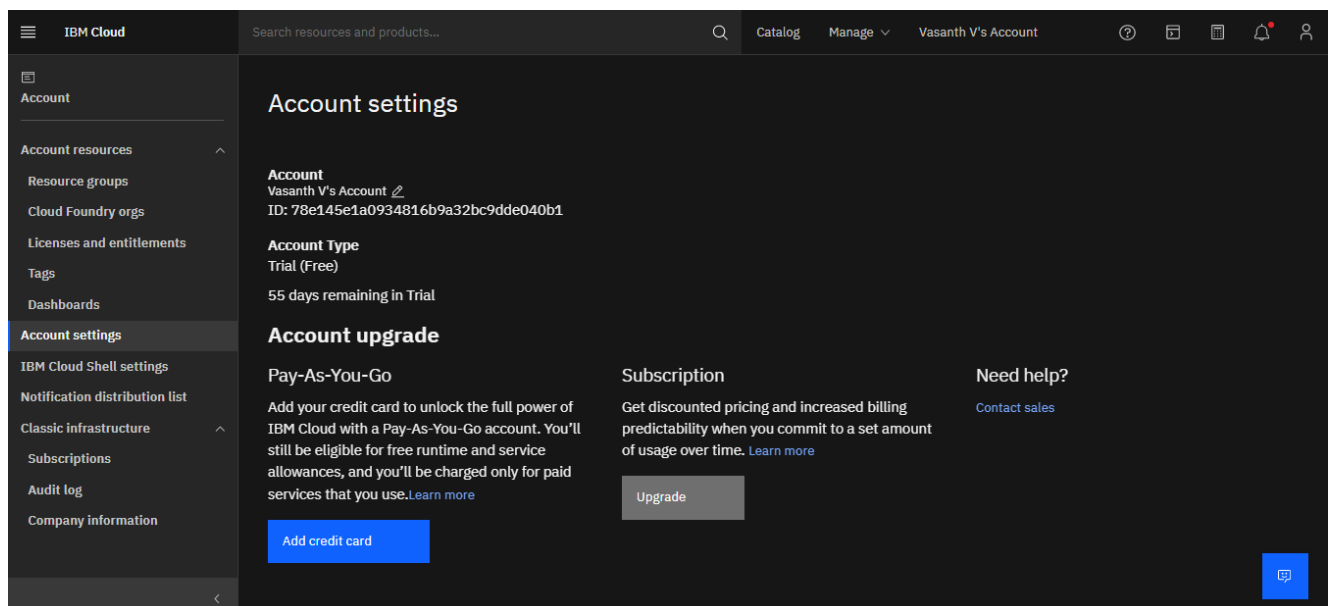 IBM Cloud
Search resources and products...
Catalog
Manage
Vasanth V's Account
Account
Account resources
Resource groups
Cloud Foundry orgs
Licenses and entitlements
Tags
Dashboards
Account settings
IBM Cloud Shell settings
Notification distribution list
Classic infrastructure
Subscriptions
Audit log
Company information
Account settings
Account
Vasanth V's Account
ID: 78e145e1a0934816b9a32bc9dde040b1
Account Type
Trial (Free)
55 days remaining in Trial
Account upgrade
Pay-As-You-Go
Add your credit card to unlock the full power of
IBM Cloud with a Pay-As-You-Go account. You'll
still be eligible for free runtime and service
allowances, and you'll be charged only for paid
services that you use.Learn more
Add credit card
Subscription
Get discounted pricing and increased billing
predictability when you commit to a set amount
of usage over time. Learn more
Upgrade
Need help?
Contact sales